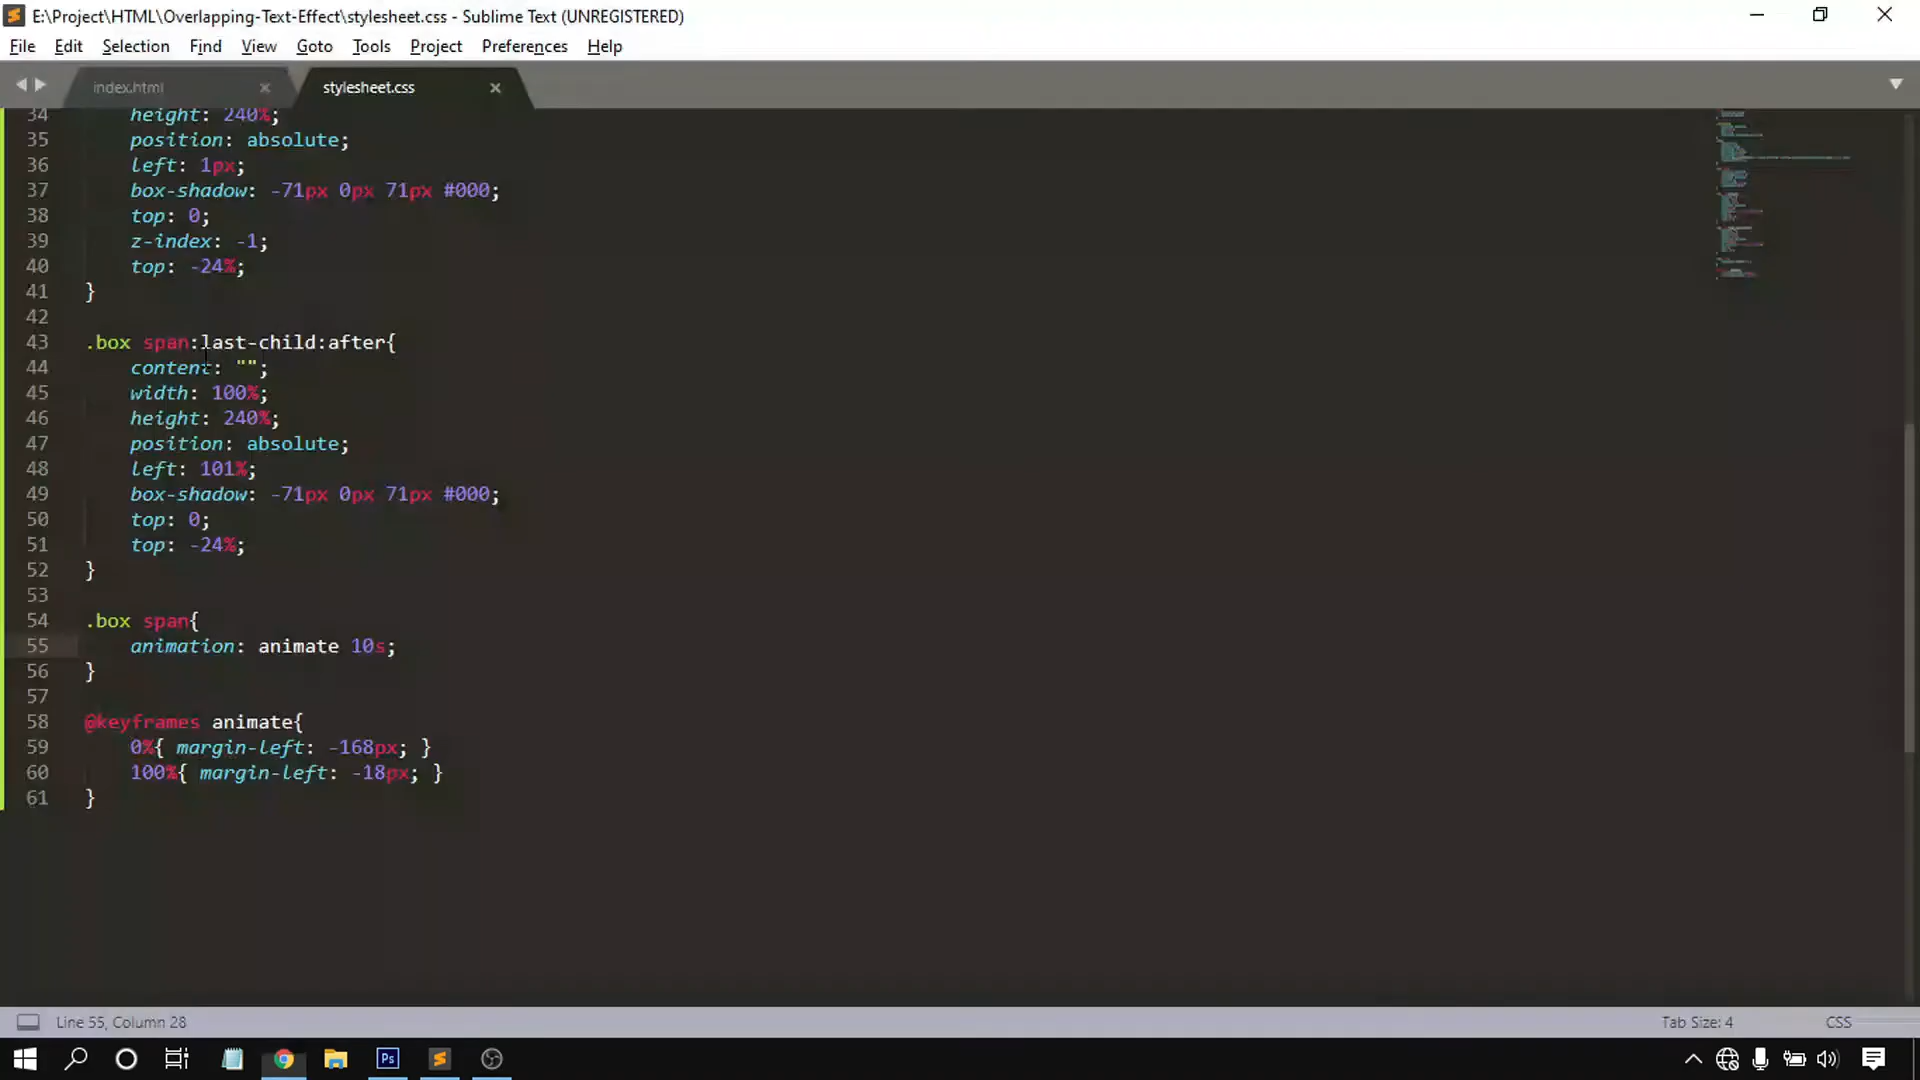 E:\Project\HTML\Overlapping-Text-Effect\stylesheet.css - Sublime Text (UNREGISTERED)
File Edit Selection Find View Goto Tools Project Preferences Help
index.html stylesheet.css
34 height: 240%;
35 position: absolute;
36 left: 1px;
37 box-shadow: -71px 0px 71px #000;
38 top: 0;
39 z-index: -1;
40 top: -24%;
41 }
42
43 .box span:last-child:after{
44 content: "";
45 width: 100%;
46 height: 240%;
47 position: absolute;
48 left: 101%;
49 box-shadow: -71px 0px 71px #000;
50 top: 0;
51 top: -24%;
52 }
53
54 .box span{
55 animation: animate 10s;
56 }
57
58 @keyframes animate{
59 0%{ margin-left: -168px; }
60 100%{ margin-left: -18px; }
61 }
Line 55, Column 28 Tab Size: 4 CSS
Ps